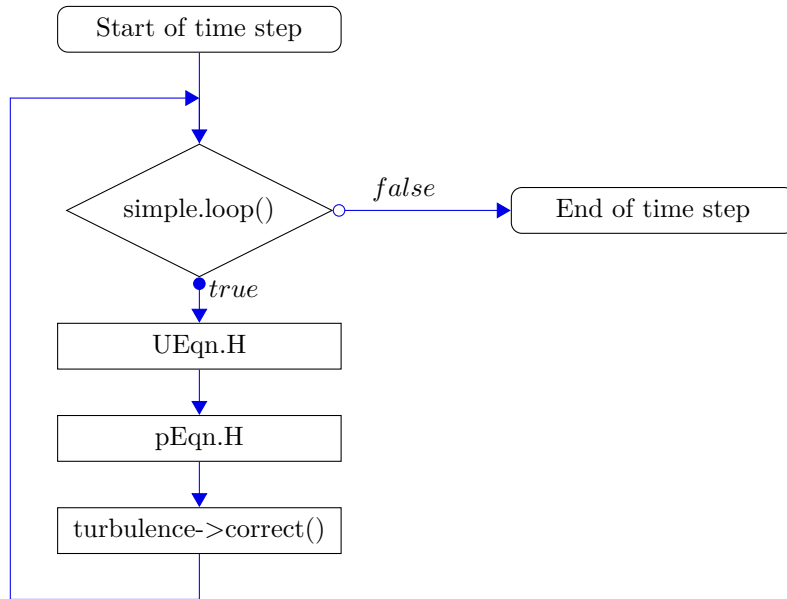 Start of time step
simple.loop()
false
End of time step
true
UEqn.H
pEqn.H
turbulence->correct()